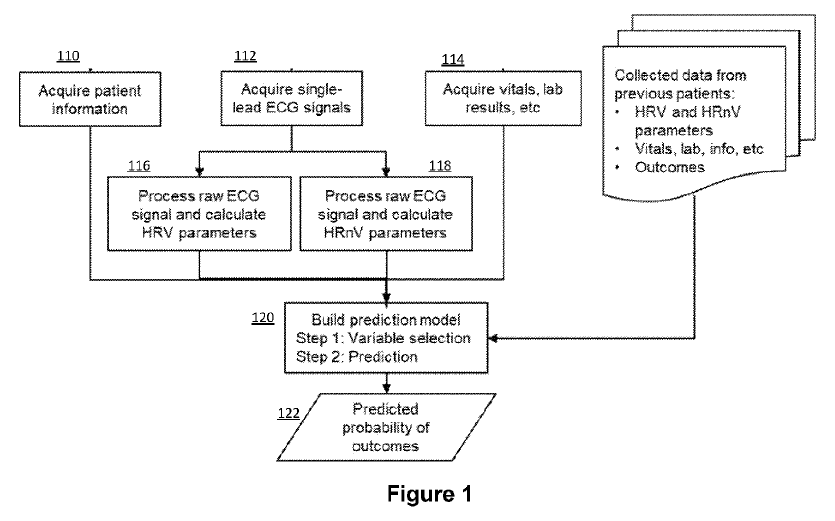 110
Acquire patient
information
112
Acquire single-
lead ECG signals
114
Acquire vitals, lab
results, etc
Collected data from
previous patients:
• HRV and HRnV
parameters
• Vitals, lab, info, etc
• Outcomes
116
Process raw ECG
signal and calculate
HRV parameters
118
Process raw ECG
signal and calculate
HRnV parameters
120
Build prediction model
Step 1: Variable selection
Step 2: Prediction
122
Predicted
probability of
outcomes
Figure 1